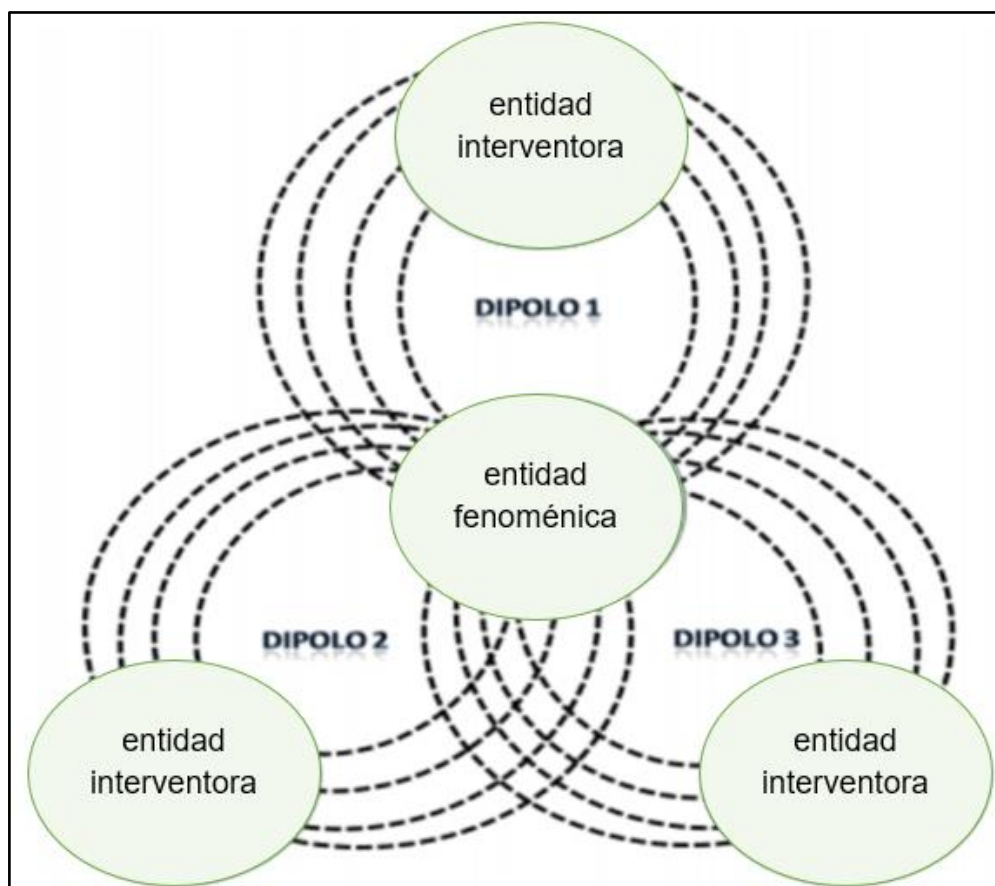 entidad
interventora
DIPOLO 1
entidad
fenoménica
DIPOLO 2
DIPOLO 3
entidad
interventora
entidad
interventora